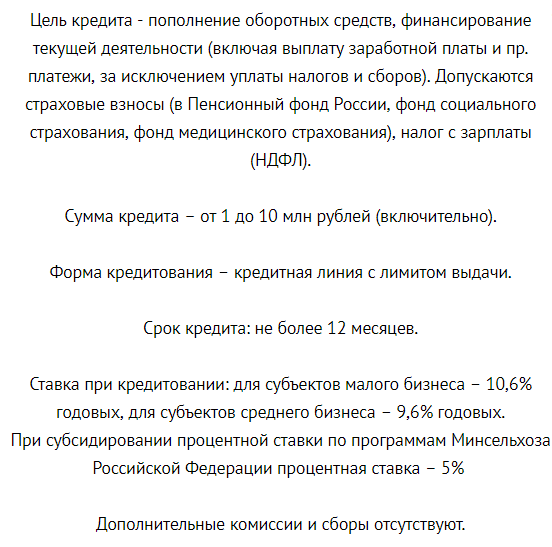 Цель кредита - пополнение оборотных средств, финансирование
текущей деятельности (включая выплату заработной платы и пр.
платежи, за исключением уплаты налогов и сборов). Допускаются
страховые взносы (в Пенсионный фонд России, фонд социального
страхования, фонд медицинского страхования), налог с зарплаты
(НДФЛ).
Сумма кредита – от 1 до 10 млн рублей (включительно).
Форма кредитования – кредитная линия с лимитом выдачи.
Срок кредита: не более 12 месяцев.
Ставка при кредитовании: для субъектов малого бизнеса – 10,6%
годовых, для субъектов среднего бизнеса – 9,6% годовых.
При субсидировании процентной ставки по программам Минсельхоза
Российской Федерации процентная ставка – 5%
Дополнительные комиссии и сборы отсутствуют.